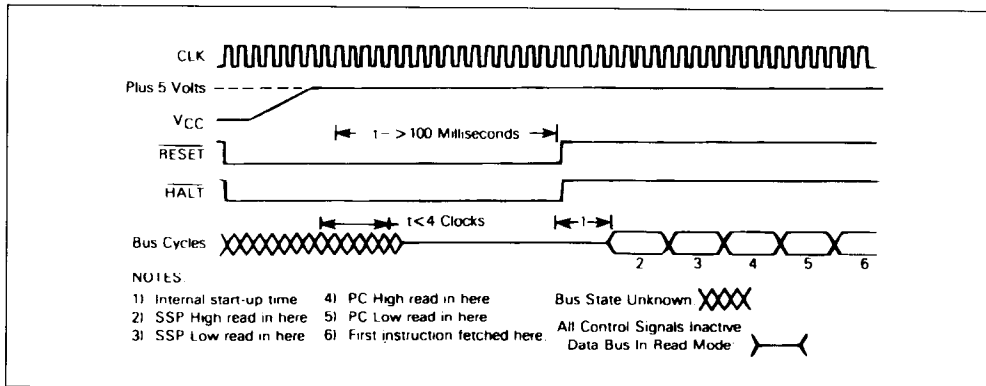 CLK
Plus 5 Volts
VCC
t - >100 Milliseconds
RESET
HALT
t<4 Clocks
1
Bus Cycles
2 3 4 5 6
NOTES:
1) Internal start-up time
2) SSP High read in here
3) SSP Low read in here
4) PC High read in here
5) PC Low read in here
6) First instruction fetched here.
Bus State Unknown:
All Control Signals Inactive
Data Bus In Read Mode: